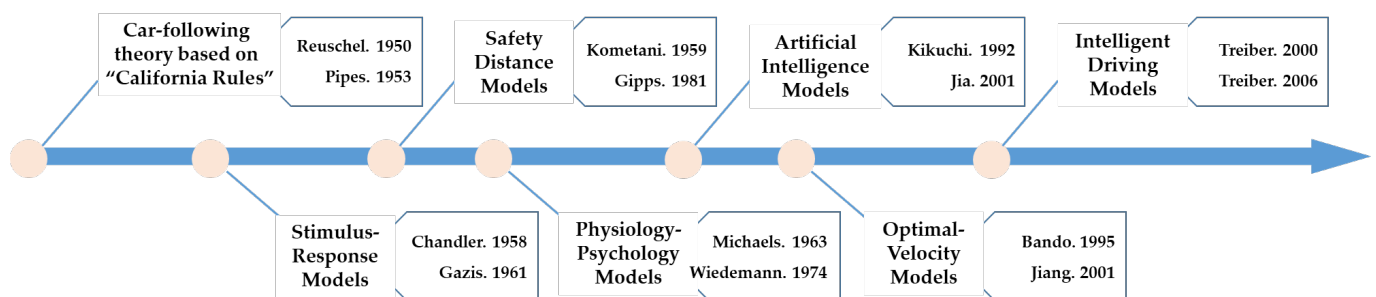 Car-following
theory based on
“California Rules”
Reuschel. 1950
Pipes. 1953
Safety
Distance
Models
Kometani. 1959
Gipps. 1981
Artificial
Intelligence
Models
Kikuchi. 1992
Jia. 2001
Intelligent
Driving
Models
Treiber. 2000
Treiber. 2006
Stimulus-
Response
Models
Chandler. 1958
Gazis. 1961
Physiology-
Psychology
Models
Michaels. 1963
Wiedemann. 1974
Optimal-
Velocity
Models
Bando. 1995
Jiang. 2001